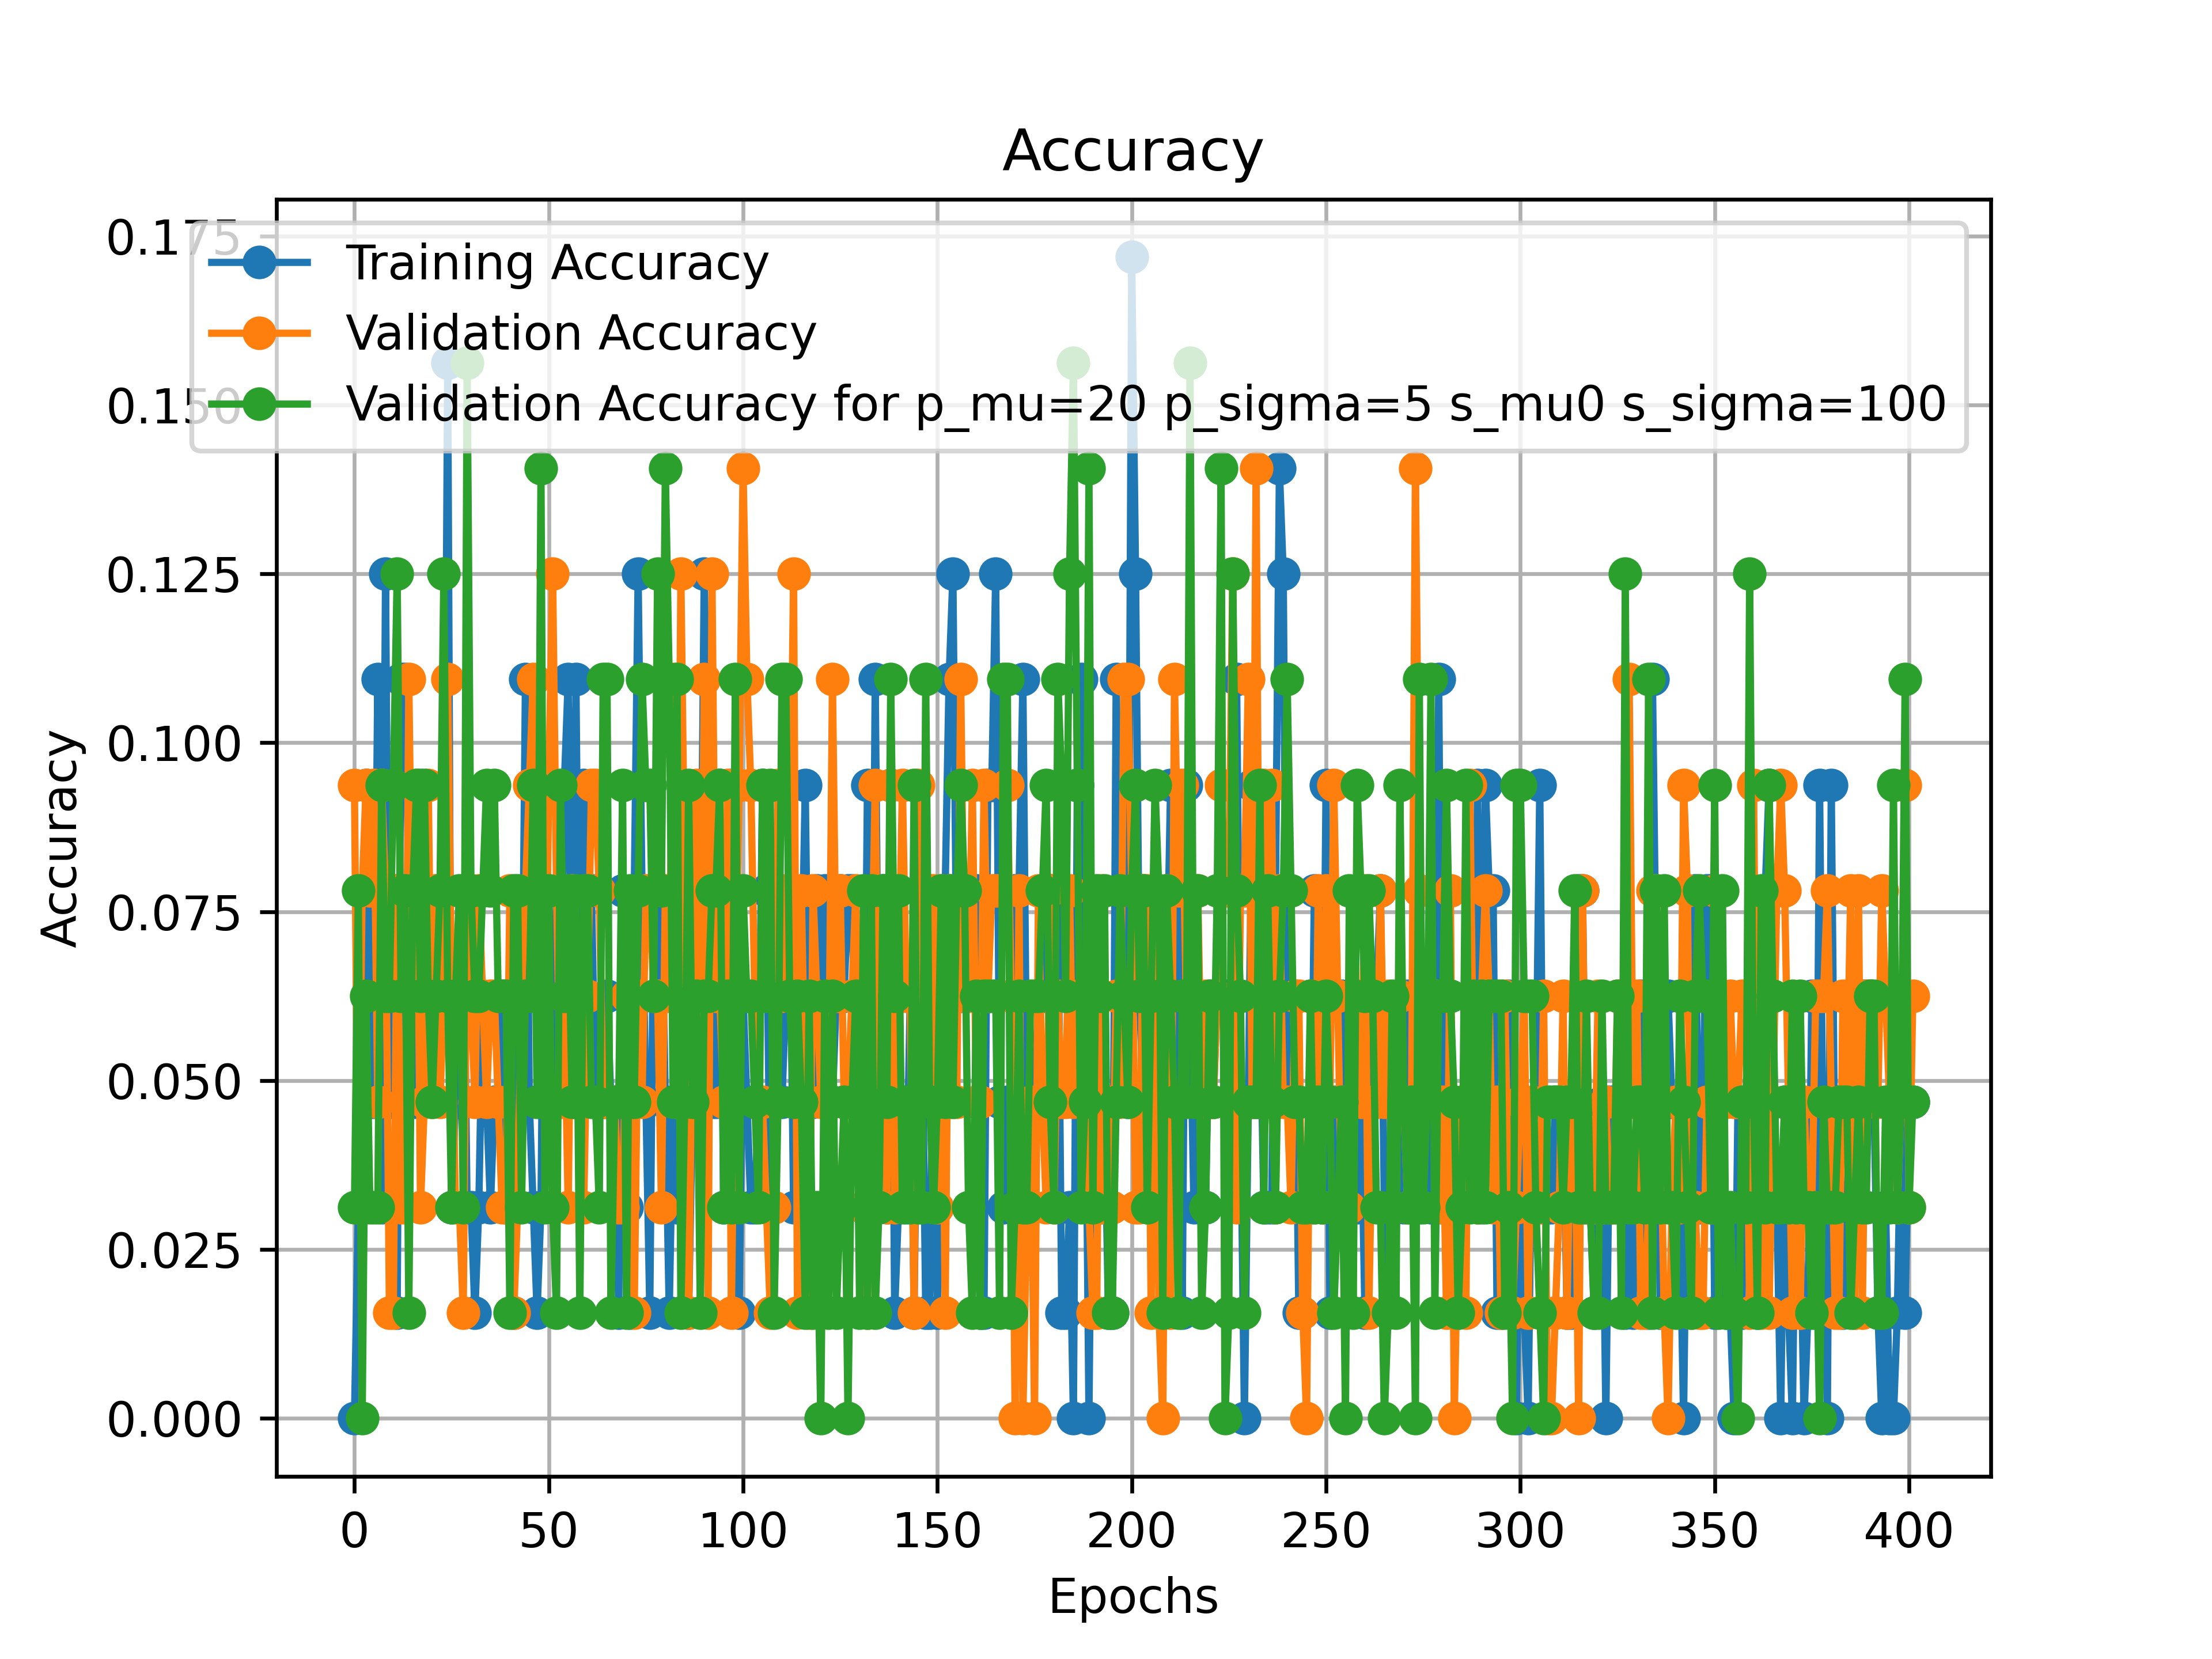 Accuracy
0.175
Training Accuracy
Validation Accuracy
0.150
Validation Accuracy for p_mu=20 p_sigma=5 s_mu0 s_sigma=100
0.125
0.100
0.075
0.050
0.025
0.000
Accuracy
0 50 100 150 200 250 300 350 400
Epochs